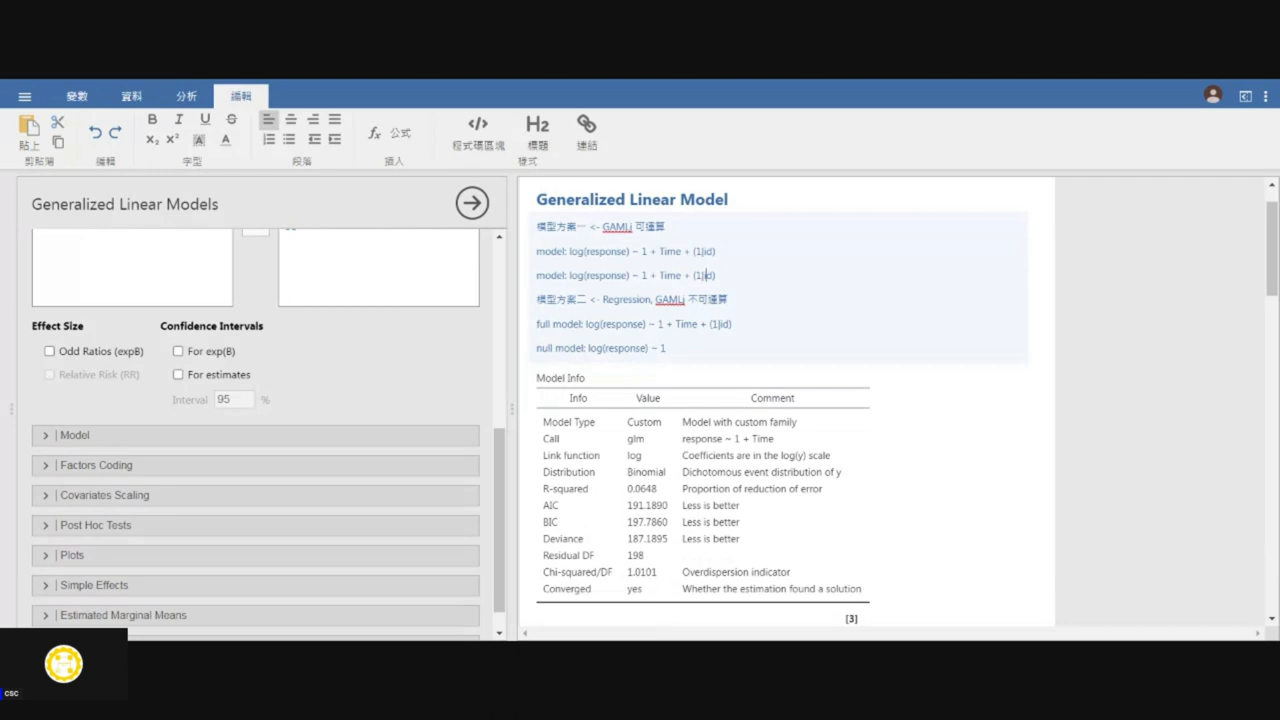 變數 資料 分析 編輯
貼上
B I U S
fx 公式
程式碼區塊
H2
標題
連結
剪貼簿 編輯 字型 段落 插入 樣式
Generalized Linear Models
Effect Size Confidence Intervals
Odd Ratios (expB) For exp(B)
Relative Risk (RR) For estimates
Interval 95 %
Model
Factors Coding
Covariates Scaling
Post Hoc Tests
Plots
Simple Effects
Estimated Marginal Means
Generalized Linear Model
模型方案一 <- GAMLj 可運算
model: log(response) ~ 1 + Time + (1|id)
model: log(response) ~ 1 + Time + (1|id)
模型方案二 <- Regression, GAMLj 不可運算
full model: log(response) ~ 1 + Time + (1|id)
null model: log(response) ~ 1
Model Info
Info Value Comment
Model Type Custom Model with custom family
Call glm response ~ 1 + Time
Link function log Coefficients are in the log(y) scale
Distribution Binomial Dichotomous event distribution of y
R-squared 0.0648 Proportion of reduction of error
AIC 191.1890 Less is better
BIC 197.7860 Less is better
Deviance 187.1895 Less is better
Residual DF 198
Chi-squared/DF 1.0101 Overdispersion indicator
Converged yes Whether the estimation found a solution
[3]
csc